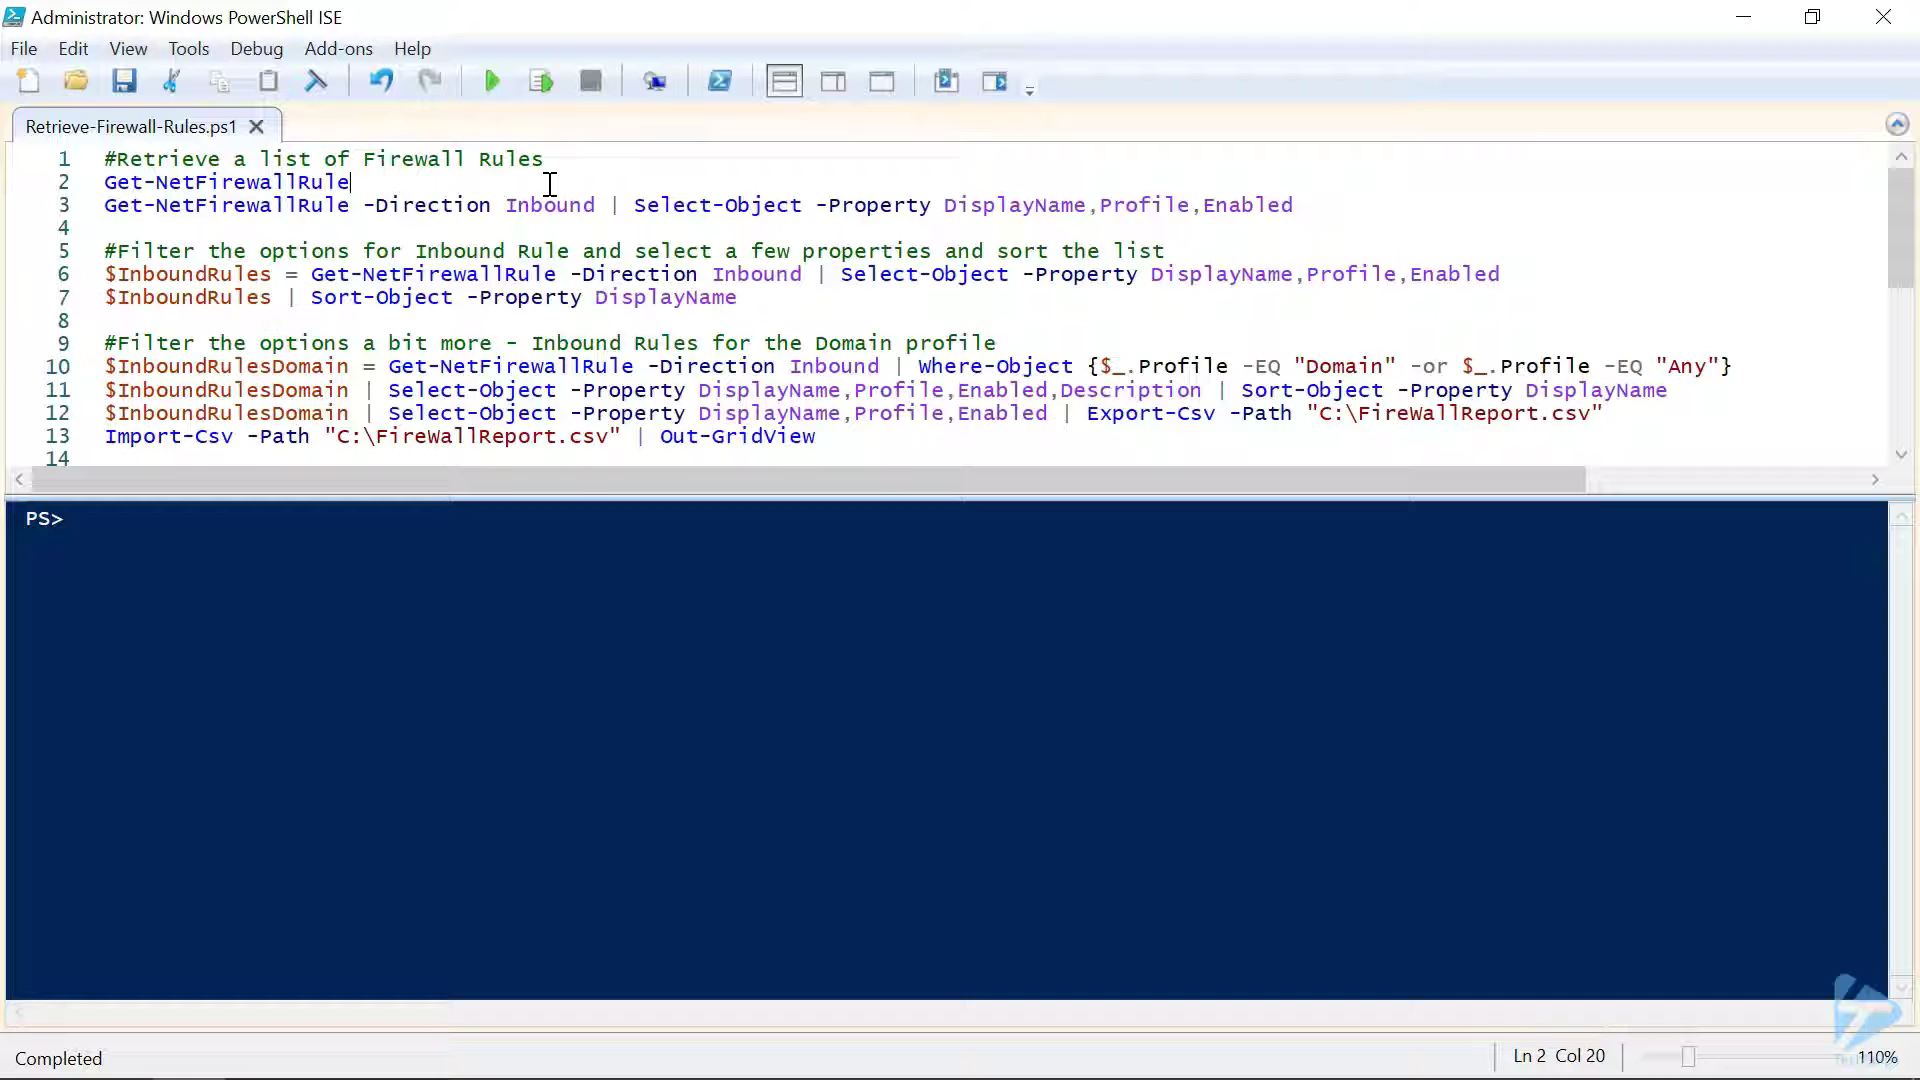 Administrator: Windows PowerShell ISE
File Edit View Tools Debug Add-ons Help
Retrieve-Firewall-Rules.ps1
1 #Retrieve a list of Firewall Rules
2 Get-NetFirewallRule
3 Get-NetFirewallRule -Direction Inbound | Select-Object -Property DisplayName,Profile,Enabled
4
5 #Filter the options for Inbound Rule and select a few properties and sort the list
6 $InboundRules = Get-NetFirewallRule -Direction Inbound | Select-Object -Property DisplayName,Profile,Enabled
7 $InboundRules | Sort-Object -Property DisplayName
8
9 #Filter the options a bit more - Inbound Rules for the Domain profile
10 $InboundRulesDomain = Get-NetFirewallRule -Direction Inbound | Where-Object {$_.Profile -EQ "Domain" -or $_.Profile -EQ "Any"}
11 $InboundRulesDomain | Select-Object -Property DisplayName,Profile,Enabled,Description | Sort-Object -Property DisplayName
12 $InboundRulesDomain | Select-Object -Property DisplayName,Profile,Enabled | Export-Csv -Path "C:\FireWallReport.csv"
13 Import-Csv -Path "C:\FireWallReport.csv" | Out-GridView
14
PS>
Completed
Ln 2 Col 20
110%